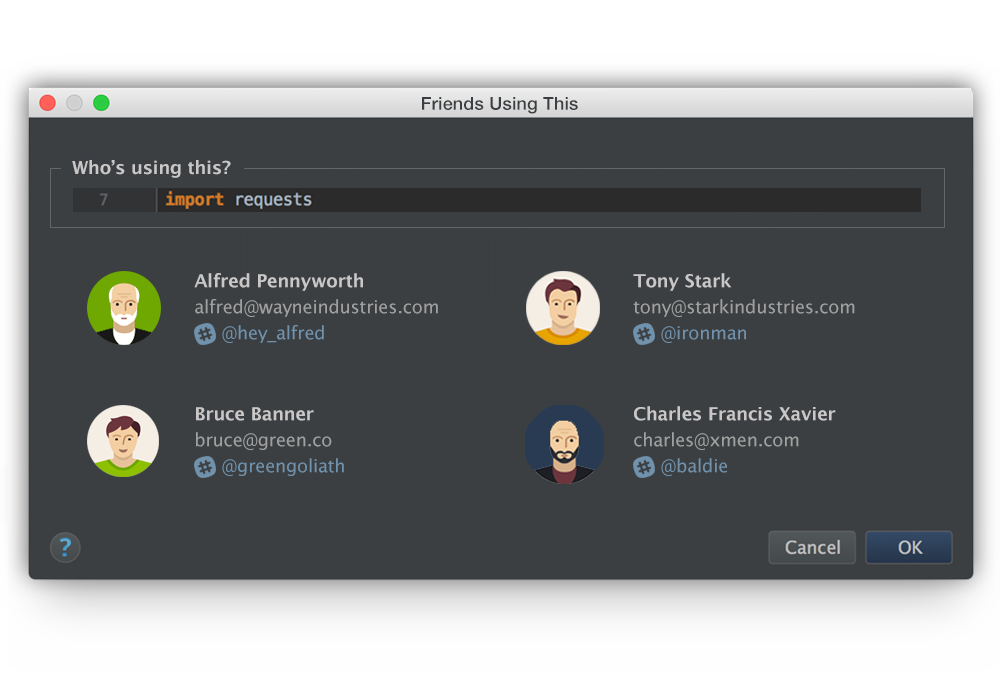 Friends Using This
Who's using this?
7 import requests
Alfred Pennyworth
alfred@wayneindustries.com
@hey_alfred
Tony Stark
tony@starkindustries.com
@ironman
Bruce Banner
bruce@green.co
@greengoliath
Charles Francis Xavier
charles@xmen.com
@baldie
?
Cancel
OK